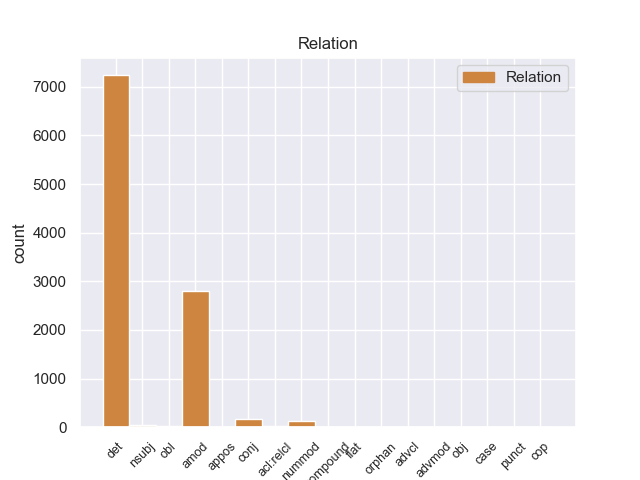 Relation
Relation
count
7000
6000
5000
4000
3000
2000
1000
0
det
nsubj
obl
amod
appos
conj
acl:relcl
nummod
ompound
flat
orphan
advcl
advmod
obj
case
punct
cop